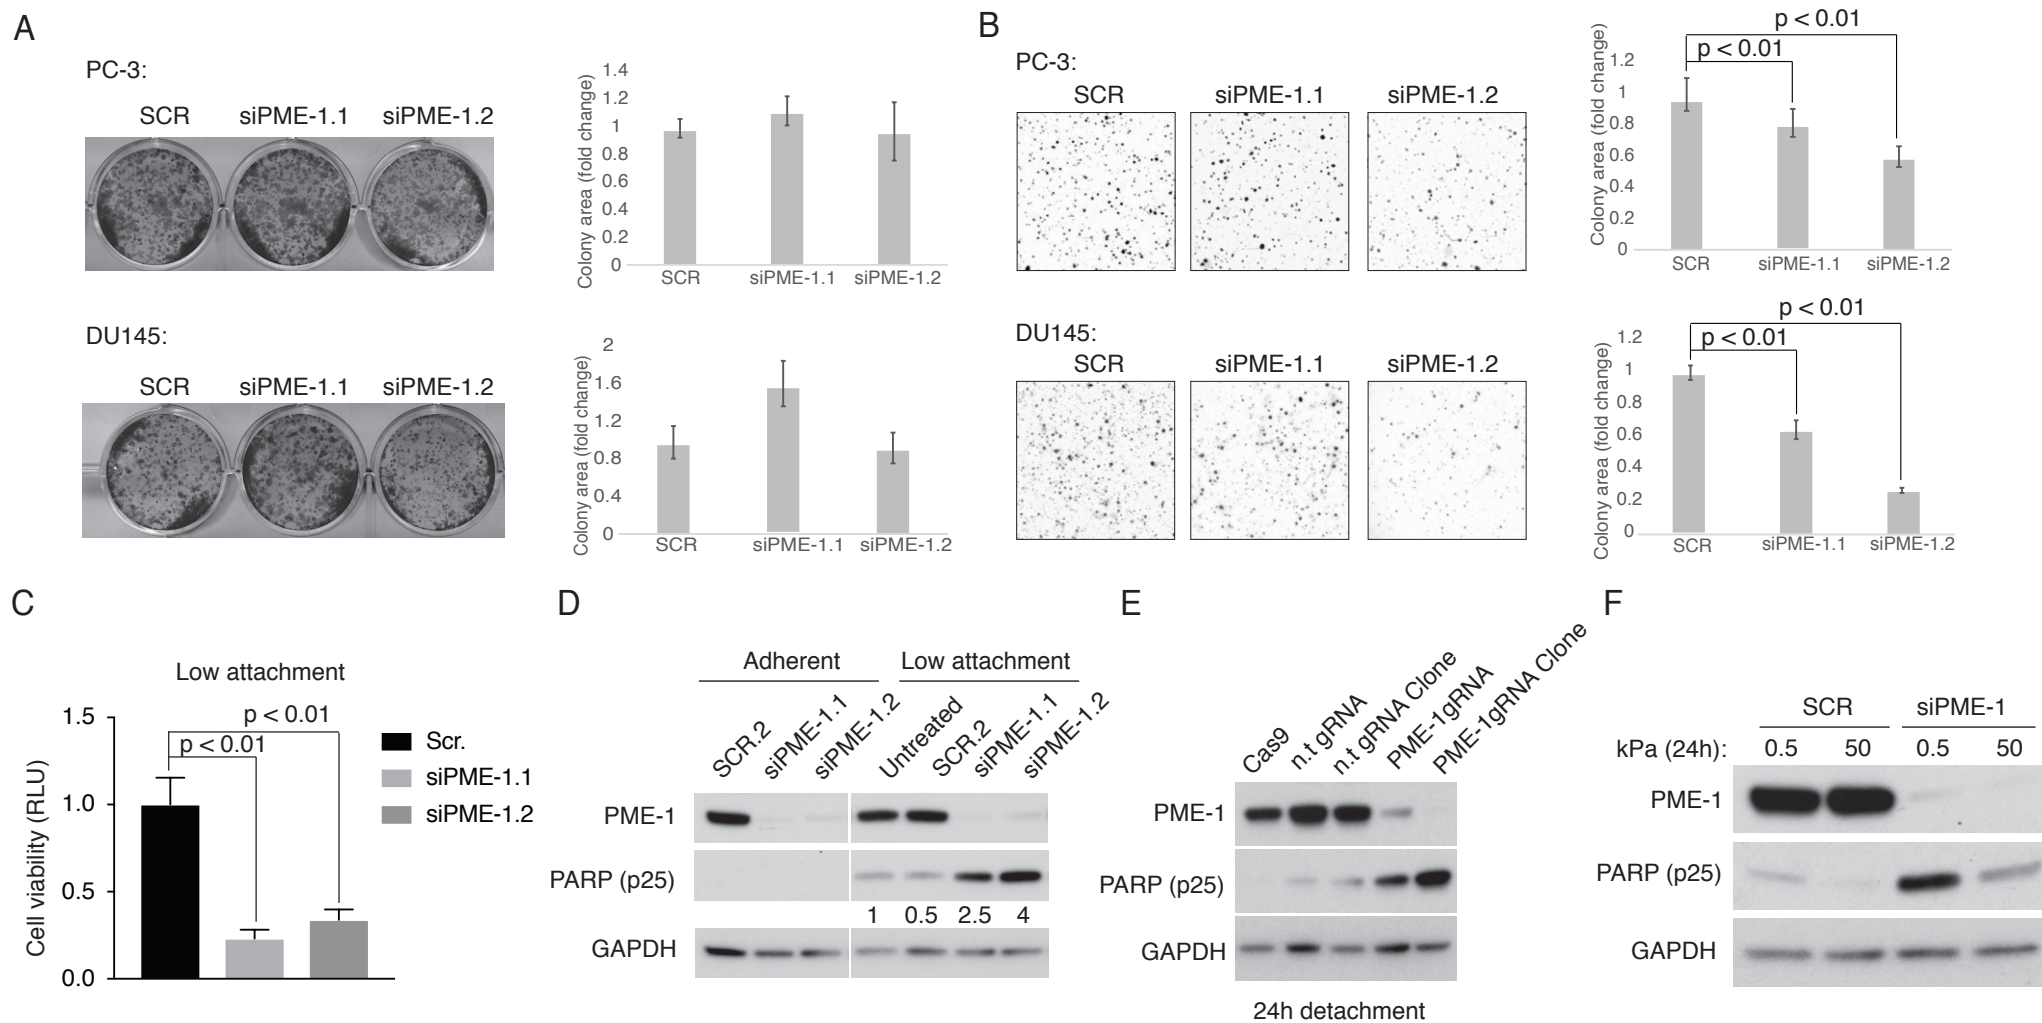 A
PC-3:
SCR siPME-1.1 siPME-1.2
Colony area (fold change)
1.4
1.2
1
0.8
0.6
0.4
0.2
0
SCR siPME-1.1 siPME-1.2
DU145:
SCR siPME-1.1 siPME-1.2
Colony area (fold change)
2
1.6
1.2
0.8
0.4
0
SCR siPME-1.1 siPME-1.2
B
PC-3:
SCR siPME-1.1 siPME-1.2
Colony area (fold change)
p < 0.01
p < 0.01
1.2
1
0.8
0.6
0.4
0.2
0
SCR siPME-1.1 siPME-1.2
DU145:
SCR siPME-1.1 siPME-1.2
Colony area (fold change)
p < 0.01
p < 0.01
1.2
1
0.8
0.6
0.4
0.2
0
SCR siPME-1.1 siPME-1.2
C
Low attachment
Cell viability (RLU)
1.5
1.0
0.5
0.0
p < 0.01
p < 0.01
Scr.
siPME-1.1
siPME-1.2
D
Adherent Low attachment
SCR.2 siPME-1.1 siPME-1.2 Untreated SCR.2 siPME-1.1 siPME-1.2
PME-1
PARP (p25)
1 0.5 2.5 4
GAPDH
E
Cas9 n.t gRNA n.t gRNA Clone PME-1gRNA PME-1gRNA Clone
PME-1
PARP (p25)
GAPDH
24h detachment
F
SCR siPME-1
kPa (24h): 0.5 50 0.5 50
PME-1
PARP (p25)
GAPDH